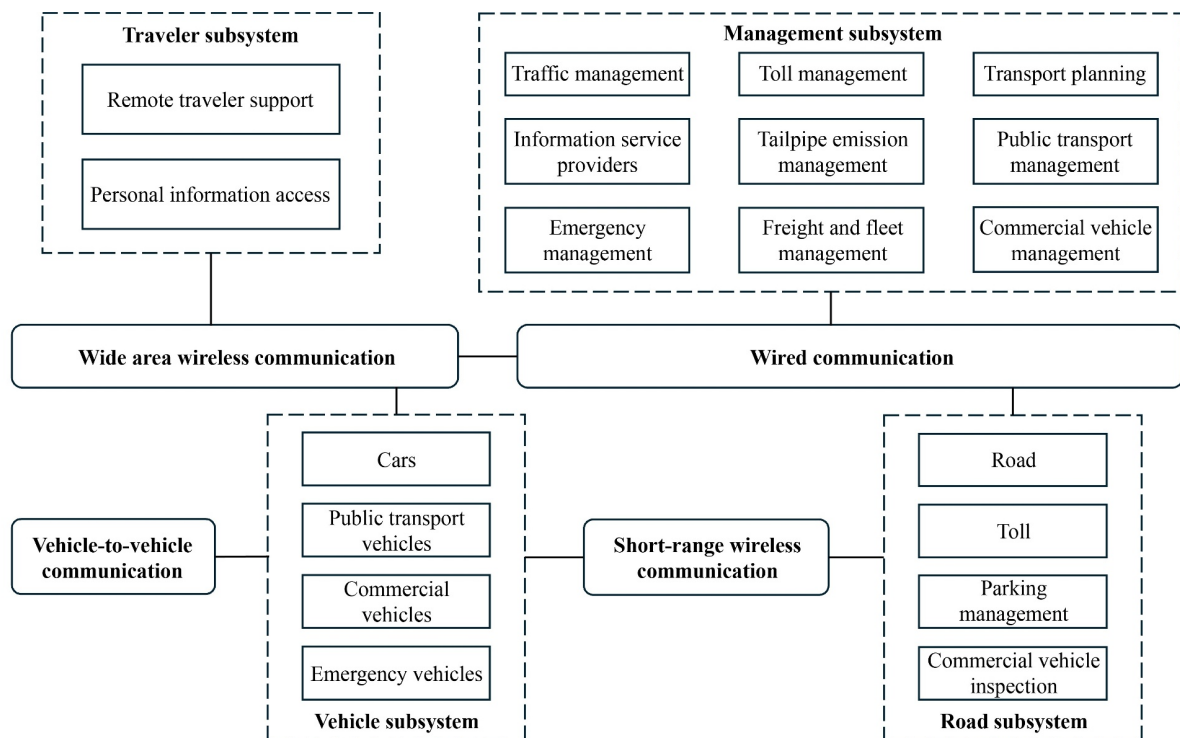 Traveler subsystem
Remote traveler support
Personal information access
Management subsystem
Traffic management
Toll management
Transport planning
Information service
providers
Tailpipe emission
management
Public transport
management
Emergency
management
Freight and fleet
management
Commercial vehicle
management
Wide area wireless communication
Wired communication
Vehicle-to-vehicle
communication
Cars
Public transport
vehicles
Commercial
vehicles
Emergency vehicles
Vehicle subsystem
Short-range wireless
communication
Road
Toll
Parking
management
Commercial vehicle
inspection
Road subsystem